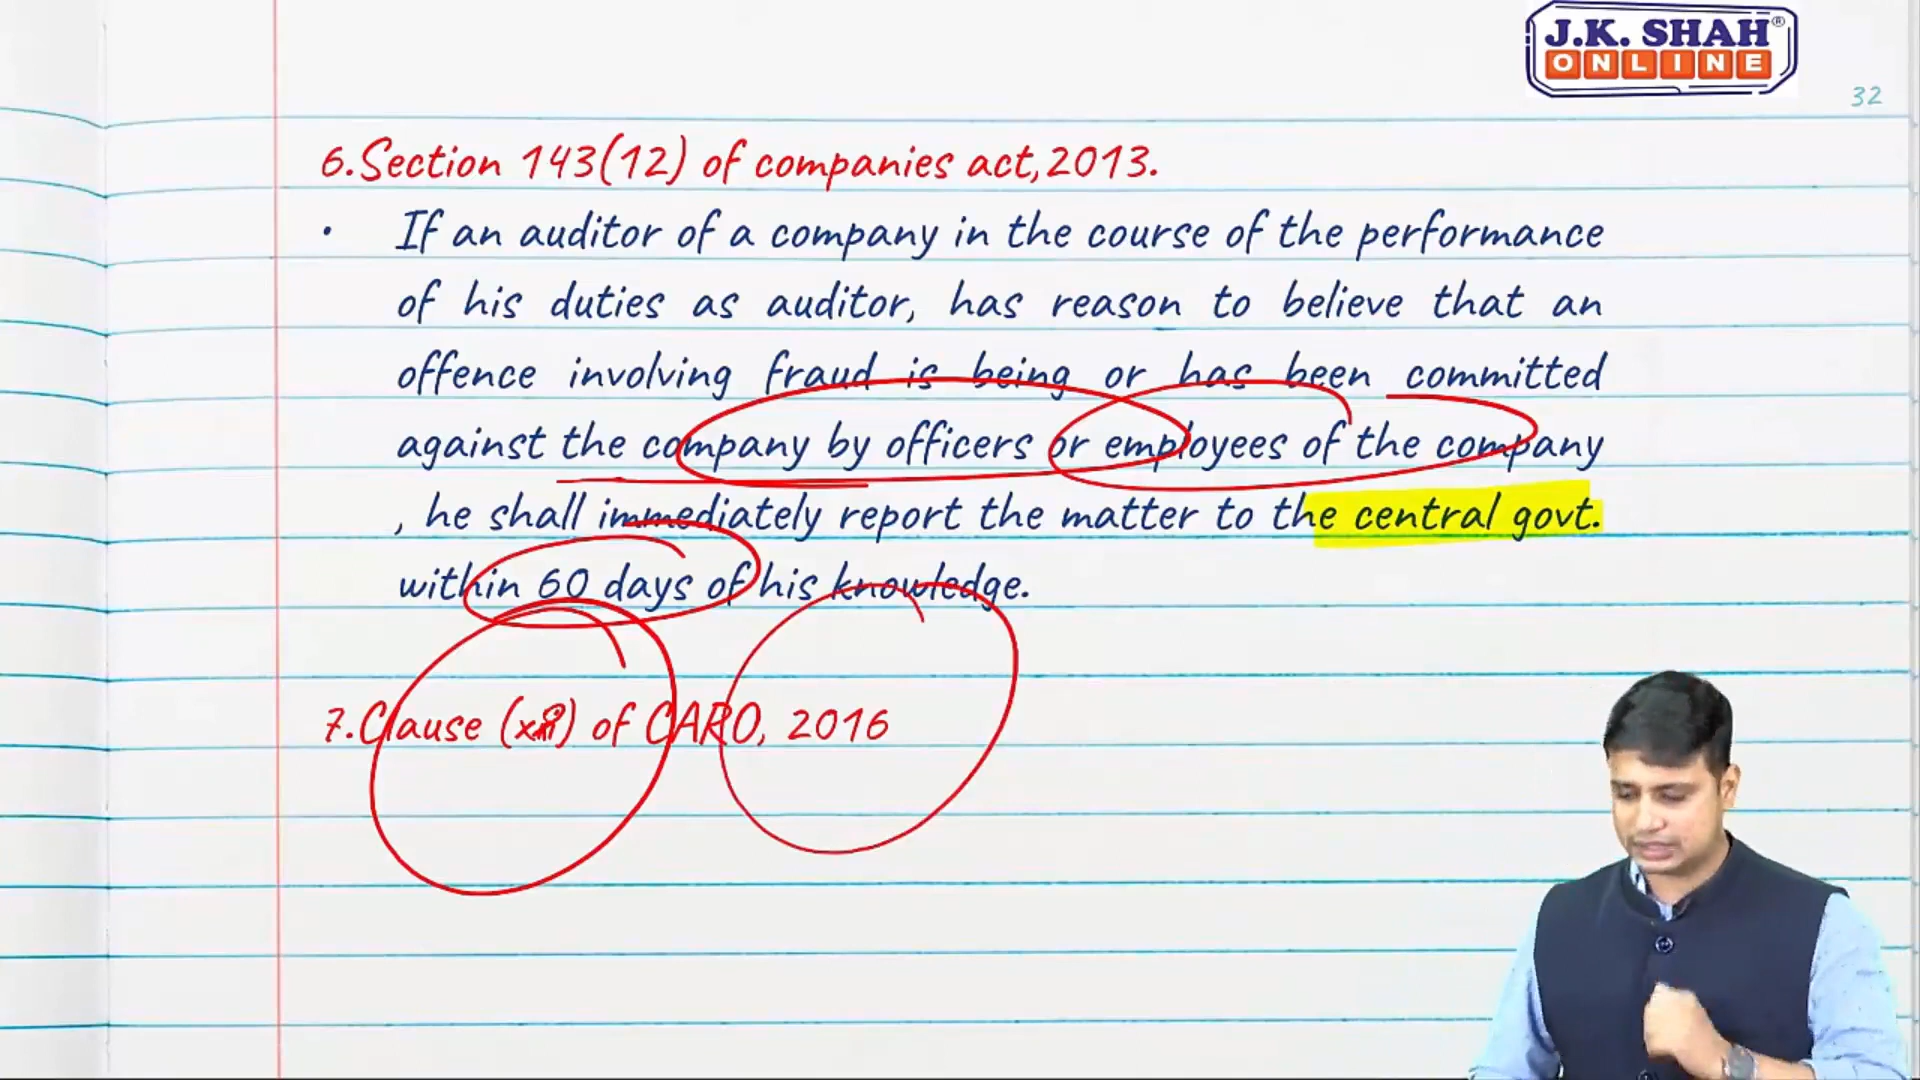 J.K. SHAH®
ONLINE
32
6.Section 143(12) of companies act,2013.
• If an auditor of a company in the course of the performance
of his duties as auditor, has reason to believe that an
offence involving fraud is being or has been committed
against the company by officers or employees of the company
, he shall immediately report the matter to the central govt.
within 60 days of his knowledge.
7.Clause of CARO, 2016